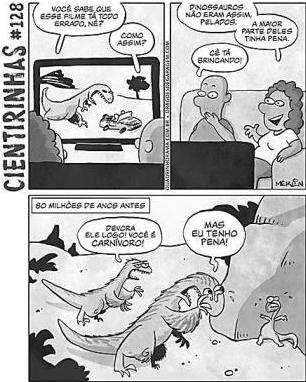 CIENTIRINHAS #128
VOCÊ SABE QUE
ESSE FILME TÁ TODO
ERRADO, NÉ?
COMO
ASSIM?
DINOSSAUROS
NÃO ERAM ASSIM,
PELADOS.
A MAIOR
PARTE DELES
TINHA PENA.
CÊ TÁ
BRINCANDO!
MERLIN
80 MILHÕES DE ANOS ANTES
DEVORA
ELE LOGO! VOCÊ É
CARNÍVORO!
MAS
EU TENHO
PENA!